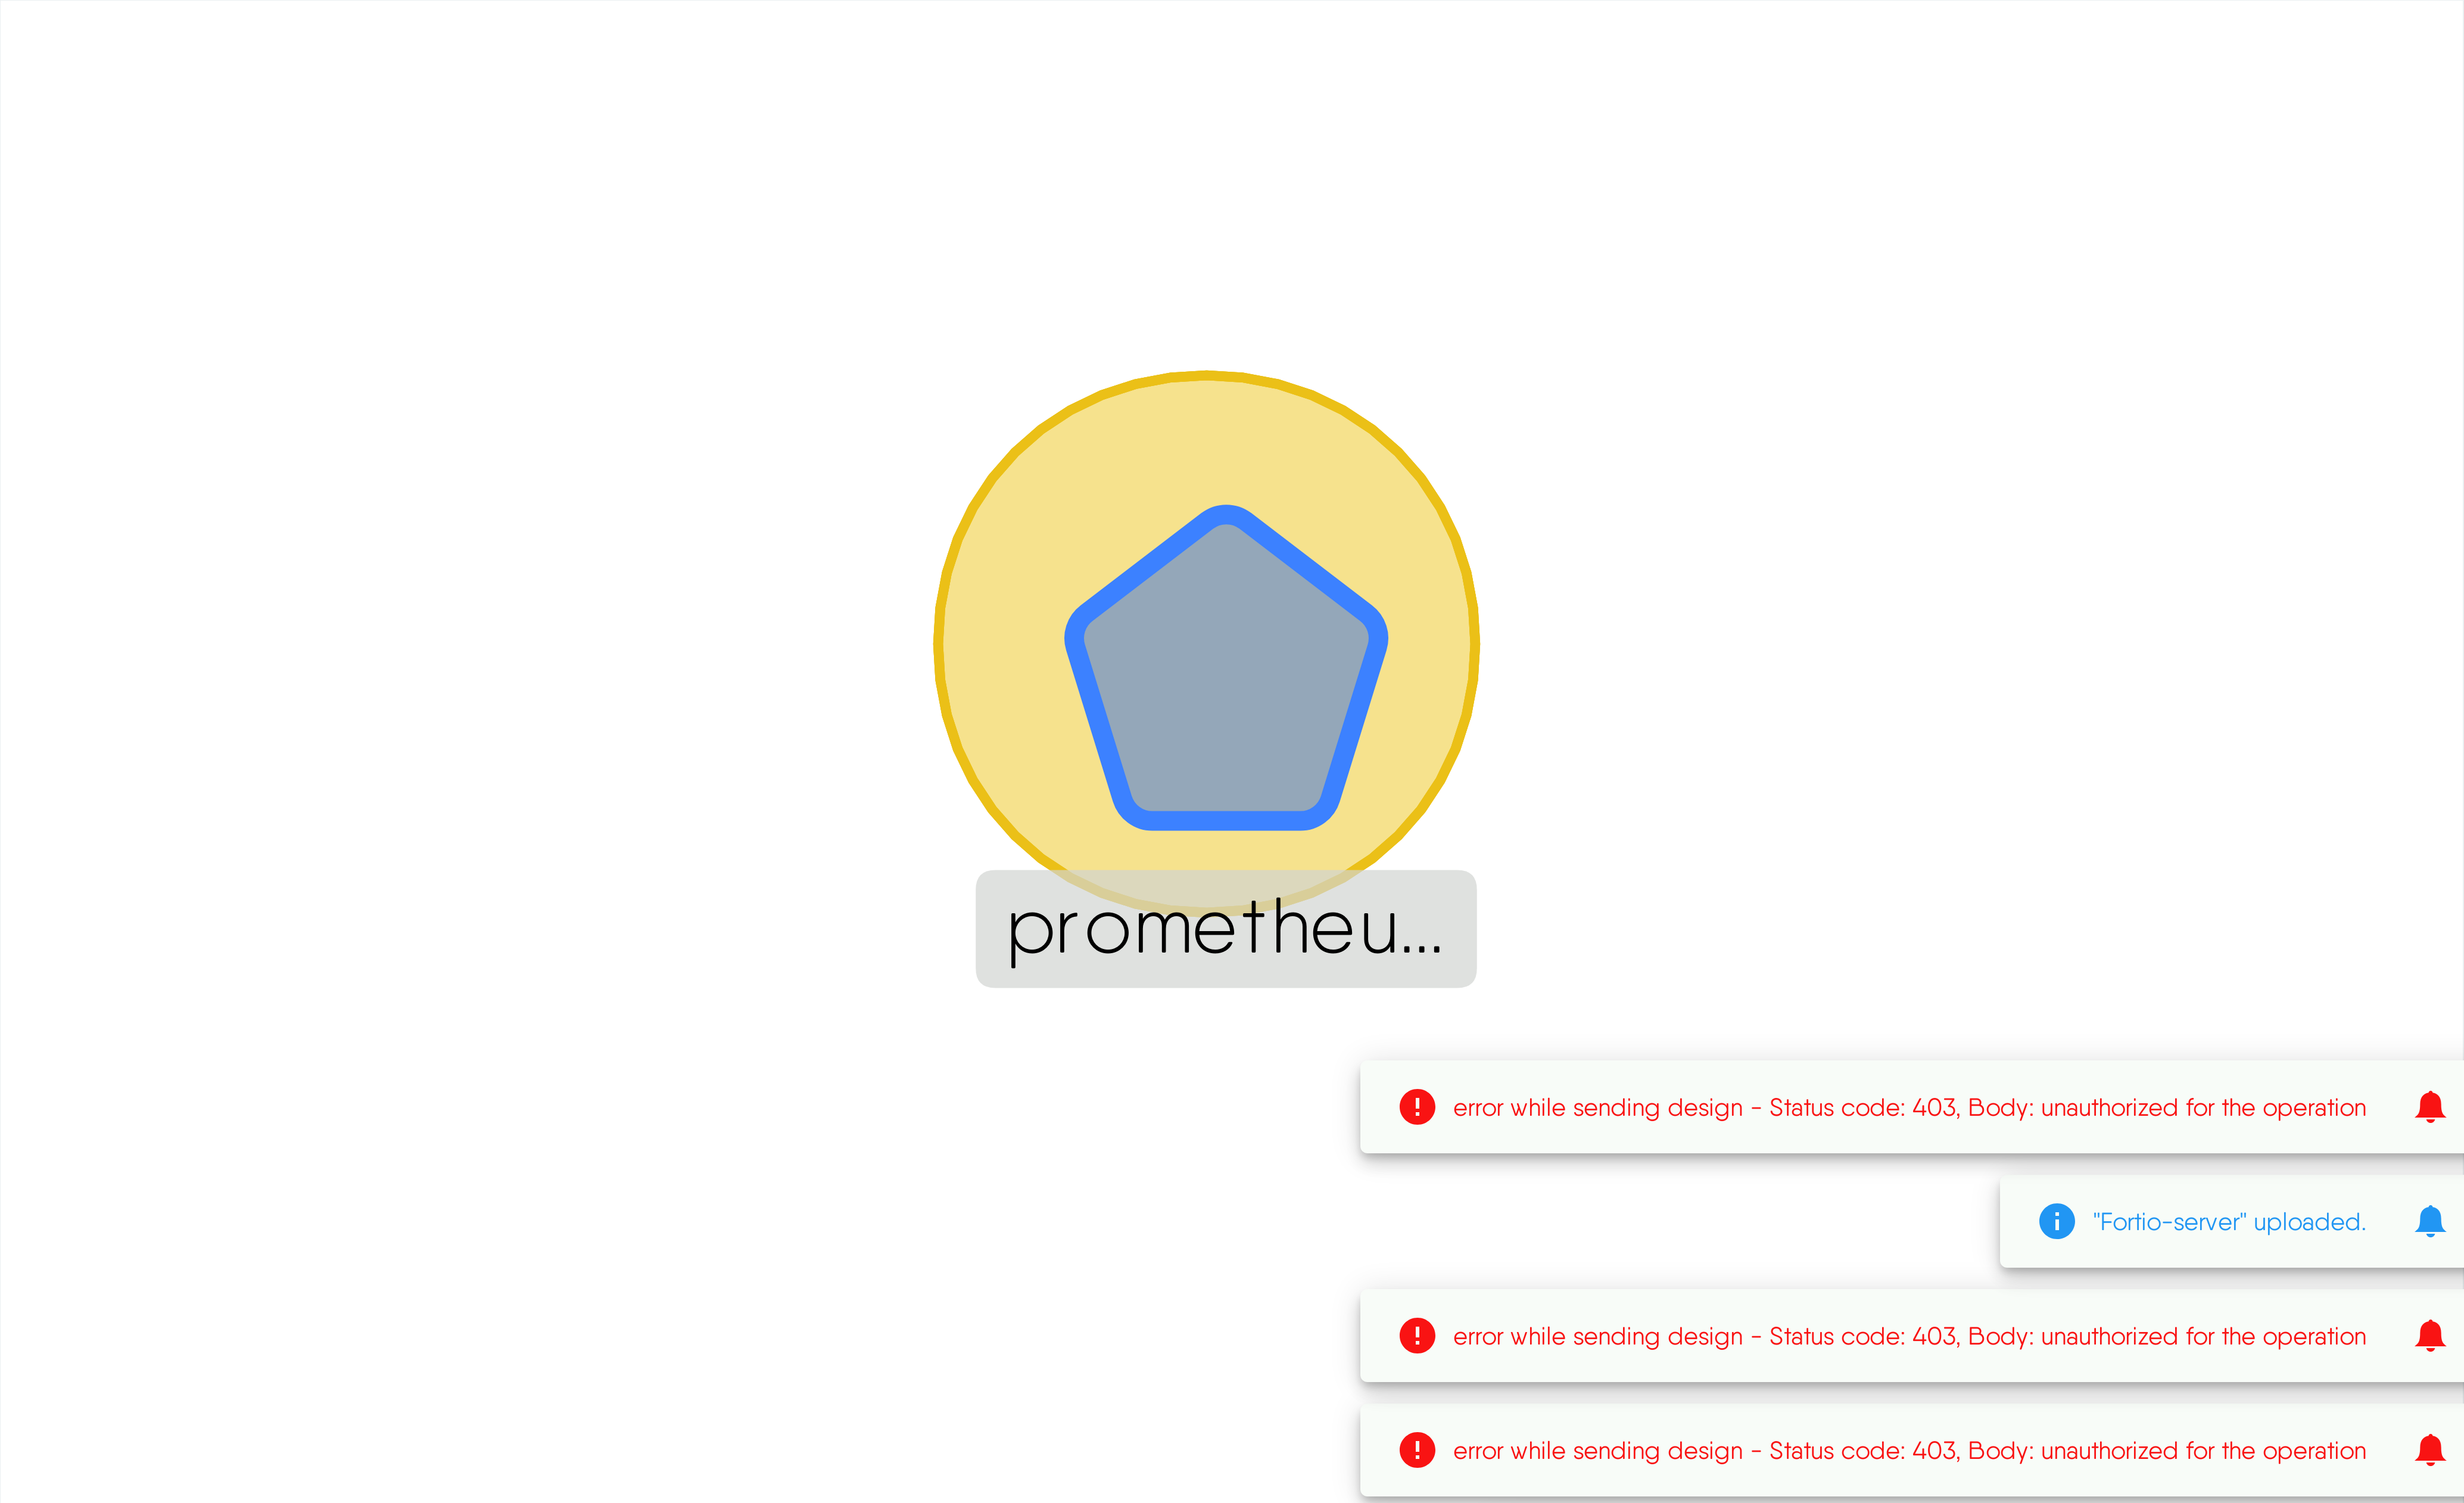 prometheu...
error while sending design - Status code: 403, Body: unauthorized for the operation
"Fortio-server" uploaded.
error while sending design - Status code: 403, Body: unauthorized for the operation
error while sending design - Status code: 403, Body: unauthorized for the operation